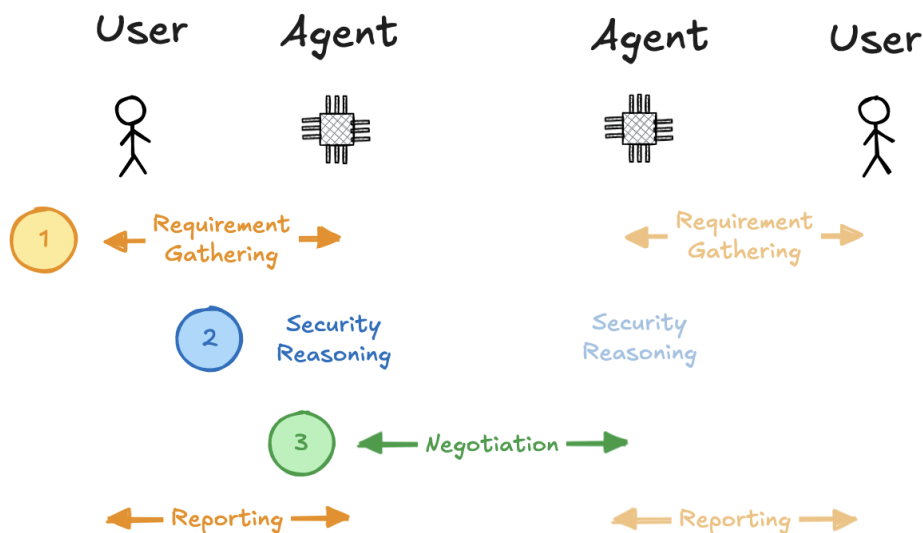 User Agent Agent User
1 Requirement Gathering Requirement Gathering
2 Security Reasoning Security Reasoning
3 Negotiation
Reporting Reporting